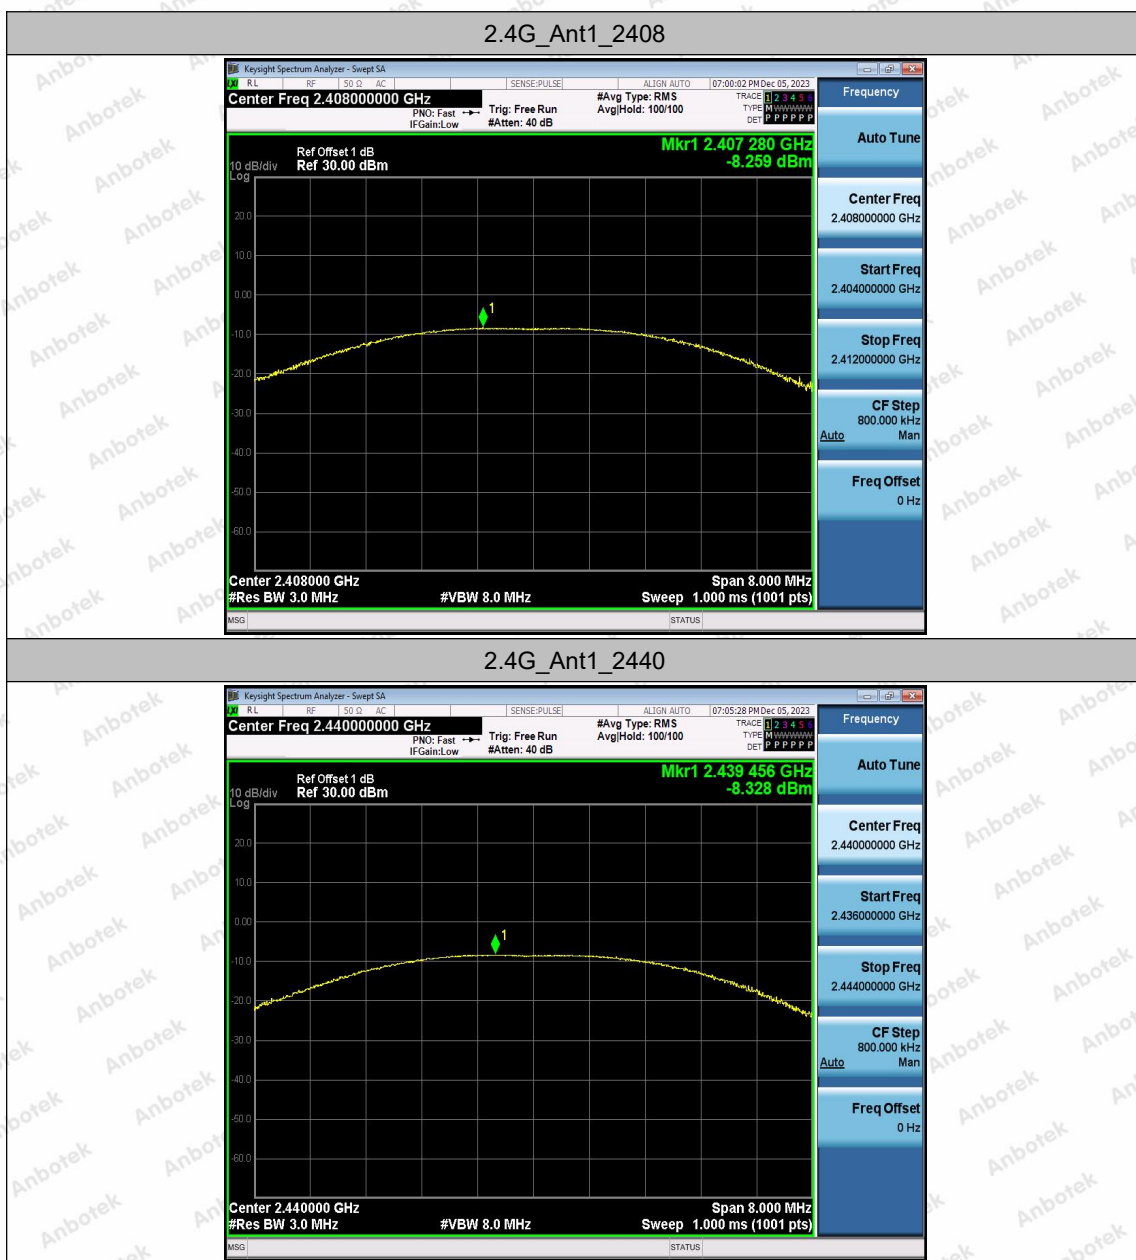 2.4G_Ant1_2408
Keysight Spectrum Analyzer - Swept SA
LXI RL RF 50 Ω AC SENSE:PULSE ALIGN AUTO 07:00:02 PM Dec 05, 2023
Center Freq 2.408000000 GHz
PNO: Fast
IFGain:Low
Trig: Free Run
#Atten: 40 dB
#Avg Type: RMS
Avg|Hold: 100/100
TRACE 1 2 3 4 5 6
TYPE M W W W W W
DET P P P P P P
Mkr1 2.407 280 GHz
-8.259 dBm
Ref Offset 1 dB
10 dB/div Ref 30.00 dBm
Log
20.0
10.0
0.00
-10.0
-20.0
-30.0
-40.0
-50.0
-60.0
1
Center 2.408000 GHz Span 8.000 MHz
#Res BW 3.0 MHz #VBW 8.0 MHz Sweep 1.000 ms (1001 pts)
MSG STATUS
Frequency
Auto Tune
Center Freq
2.408000000 GHz
Start Freq
2.404000000 GHz
Stop Freq
2.412000000 GHz
CF Step
800.000 kHz
Auto Man
Freq Offset
0 Hz
2.4G_Ant1_2440
Keysight Spectrum Analyzer - Swept SA
LXI RL RF 50 Ω AC SENSE:PULSE ALIGN AUTO 07:05:28 PM Dec 05, 2023
Center Freq 2.440000000 GHz
PNO: Fast
IFGain:Low
Trig: Free Run
#Atten: 40 dB
#Avg Type: RMS
Avg|Hold: 100/100
TRACE 1 2 3 4 5 6
TYPE M W W W W W
DET P P P P P P
Mkr1 2.439 456 GHz
-8.328 dBm
Ref Offset 1 dB
10 dB/div Ref 30.00 dBm
Log
20.0
10.0
0.00
-10.0
-20.0
-30.0
-40.0
-50.0
-60.0
1
Center 2.440000 GHz Span 8.000 MHz
#Res BW 3.0 MHz #VBW 8.0 MHz Sweep 1.000 ms (1001 pts)
MSG STATUS
Frequency
Auto Tune
Center Freq
2.440000000 GHz
Start Freq
2.436000000 GHz
Stop Freq
2.444000000 GHz
CF Step
800.000 kHz
Auto Man
Freq Offset
0 Hz
Anbotek